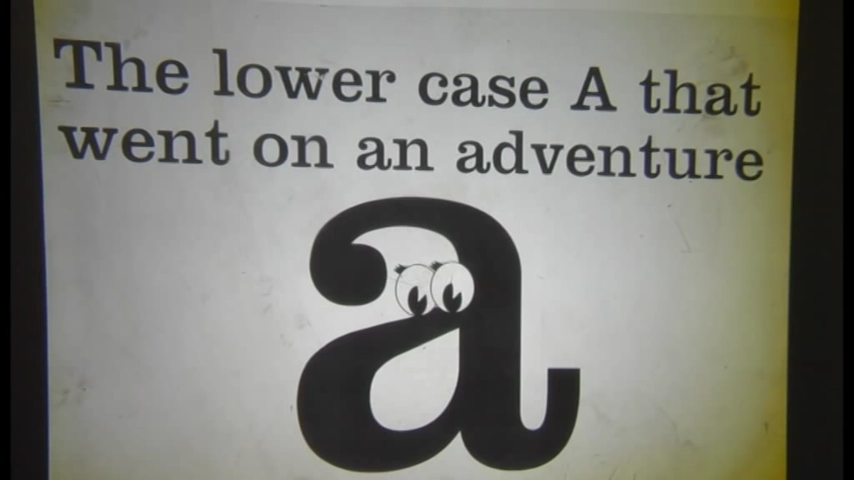 The lower case A that
went on an adventure
a